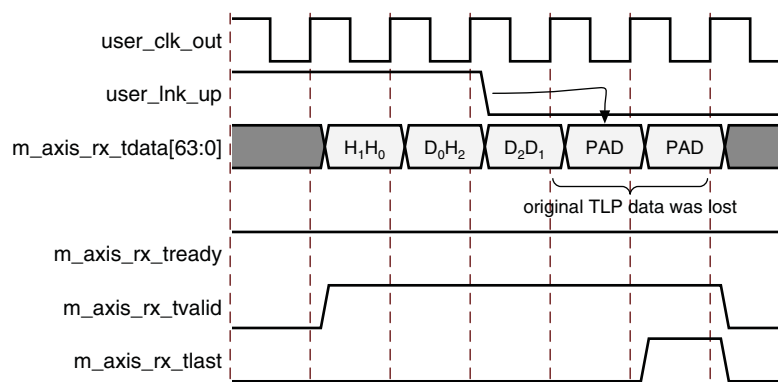 user_clk_out
user_lnk_up
m_axis_rx_tdata[63:0] H₁H₀ D₀H₂ D₂D₁ PAD PAD
original TLP data was lost
m_axis_rx_tready
m_axis_rx_tvalid
m_axis_rx_tlast